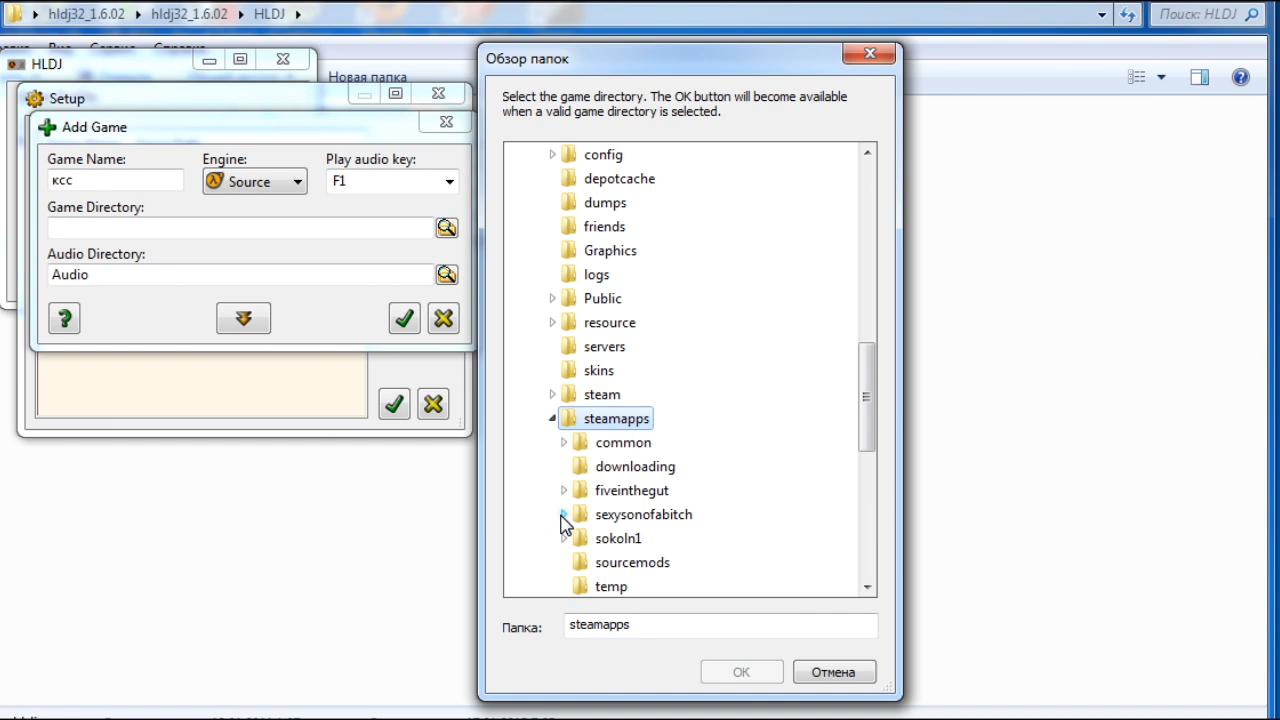 hldj32_1.6.02
hldj32_1.6.02
HLDJ
Поиск: HLDJ
Вид
Сервис
Справка
HLDJ
Новая папка
Setup
Add Game
Game Name:
Engine:
Play audio key:
ксс
Source
F1
Game Directory:
Audio Directory:
Audio
Обзор папок
Select the game directory. The OK button will become available
when a valid game directory is selected.
config
depotcache
dumps
friends
Graphics
logs
Public
resource
servers
skins
steam
steamapps
common
downloading
fiveinthegut
sexysonofabitch
sokoln1
sourcemods
temp
Папка:
steamapps
OK
Отмена